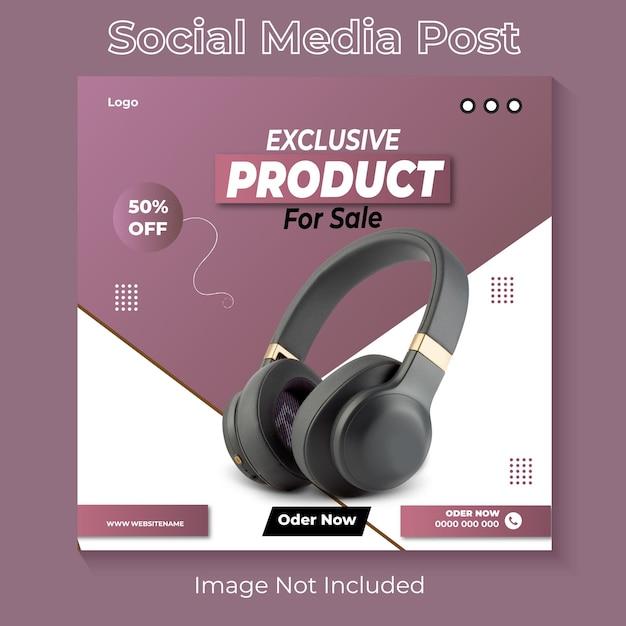 Social Media Post
Logo
EXCLUSIVE
PRODUCT
For Sale
50%
OFF
WWW.WEBSITENAME
Oder Now
ODER NOW
0000 000 000
Image Not Included